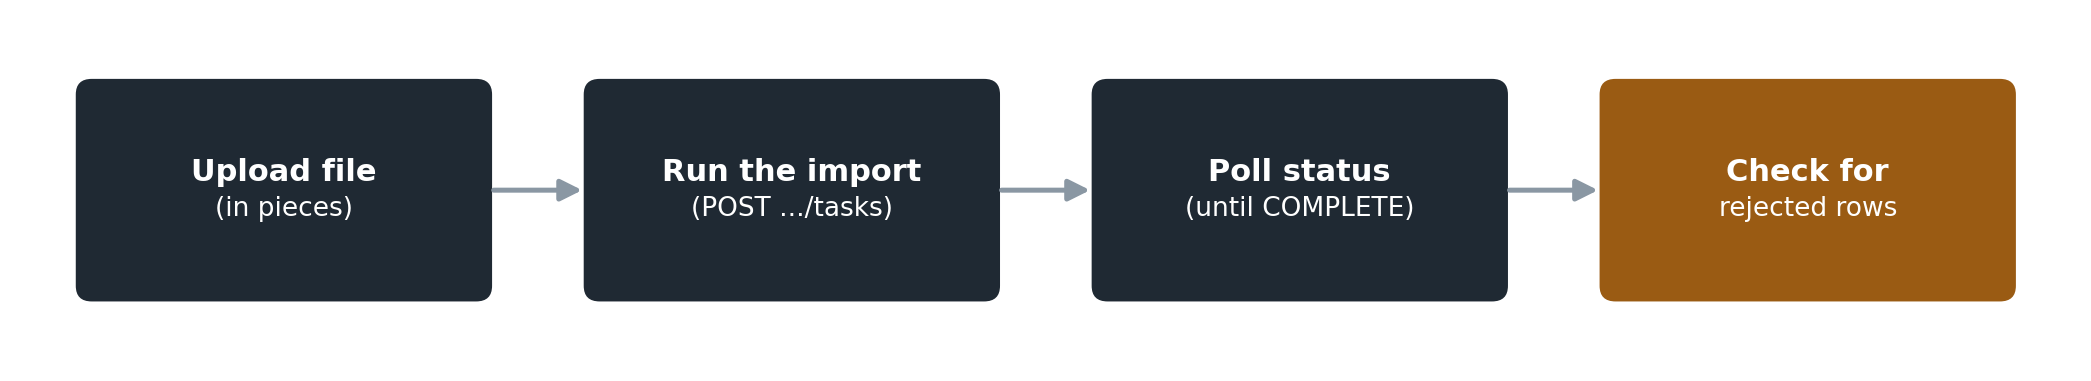 Upload file
(in pieces)
Run the import
(POST …/tasks)
Poll status
(until COMPLETE)
Check for
rejected rows